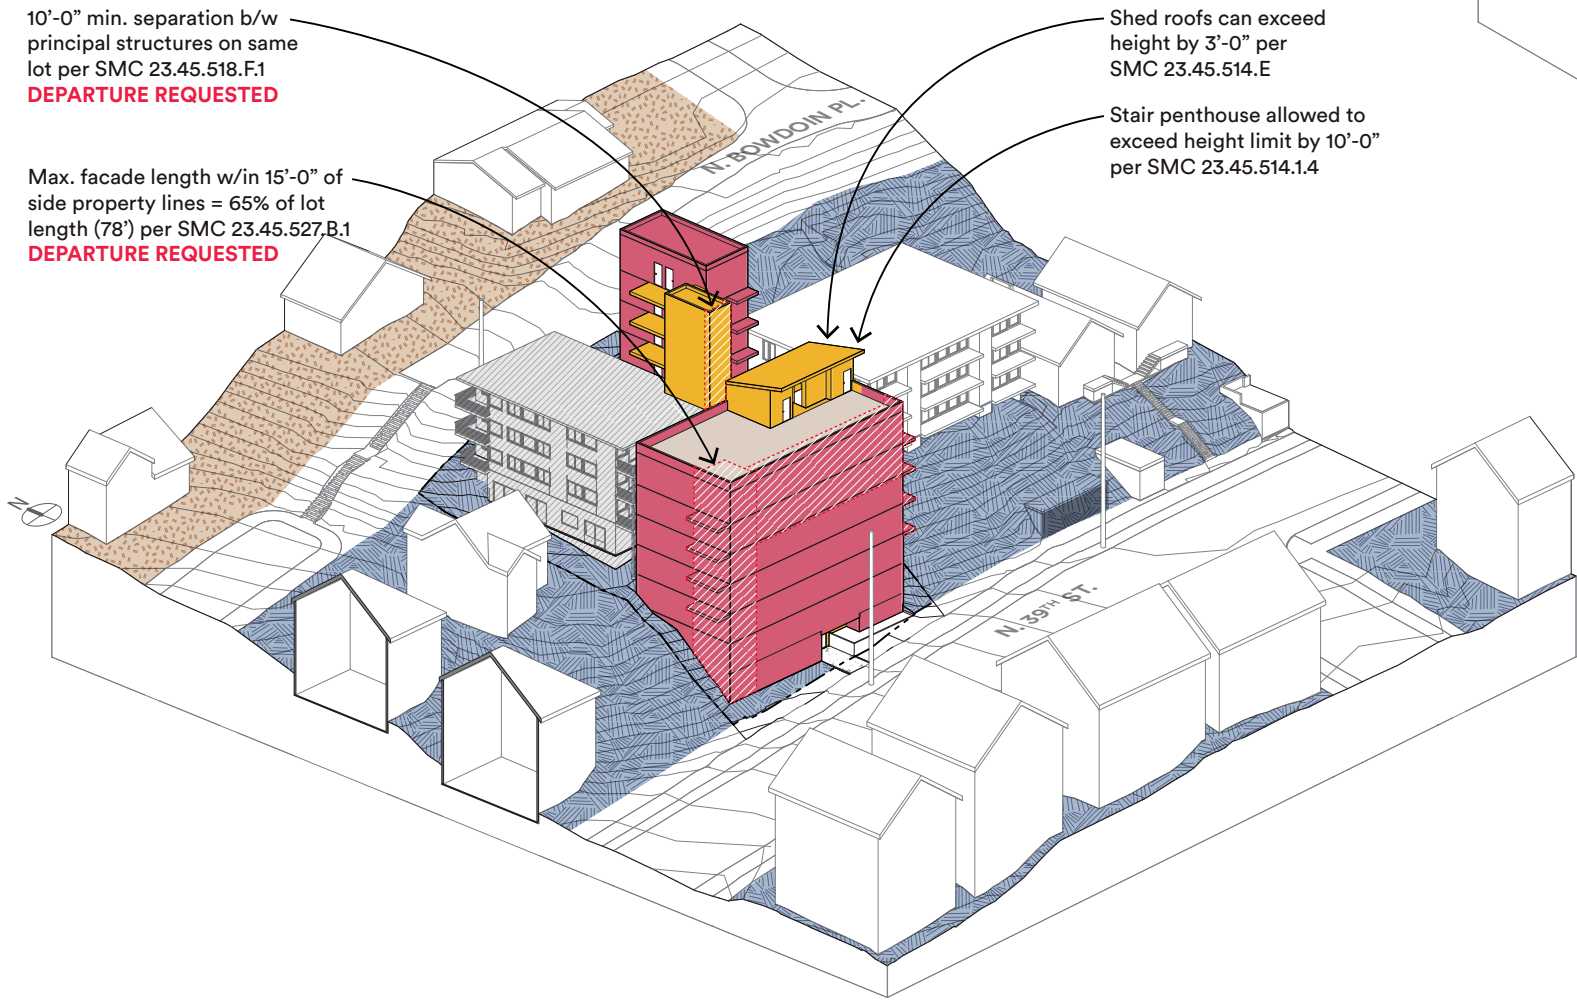 10’-0” min. separation b/w
principal structures on same
lot per SMC 23.45.518.F.1
DEPARTURE REQUESTED
Max. facade length w/in 15’-0” of
side property lines = 65% of lot
length (78’) per SMC 23.45.527.B.1
DEPARTURE REQUESTED
Shed roofs can exceed
height by 3’-0” per
SMC 23.45.514.E
Stair penthouse allowed to
exceed height limit by 10’-0”
per SMC 23.45.514.1.4
N. BOWDOIN PL.
N. 39TH ST.
N